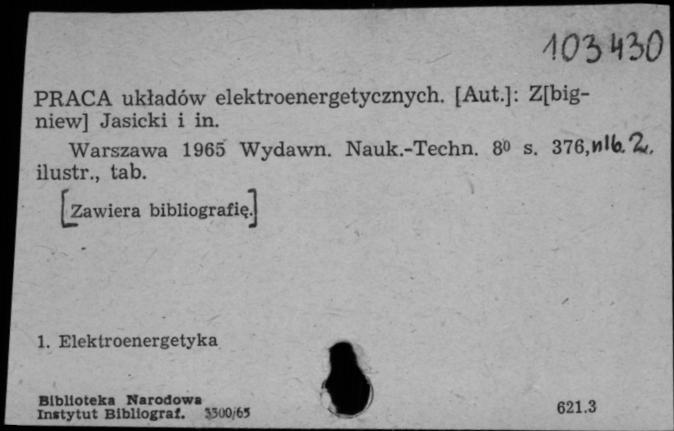 103430
PRACA układów elektroenergetycznych. [Aut.]: Z[big-
niew] Jasicki i in.
Warszawa 1965 Wydawn. Nauk.-Techn. 8⁰ s. 376, nlb. 2.
ilustr., tab.
[Zawiera bibliografię.]
1. Elektroenergetyka
Biblioteka Narodowa
Instytut Bibliograf. 3300/65
621.3